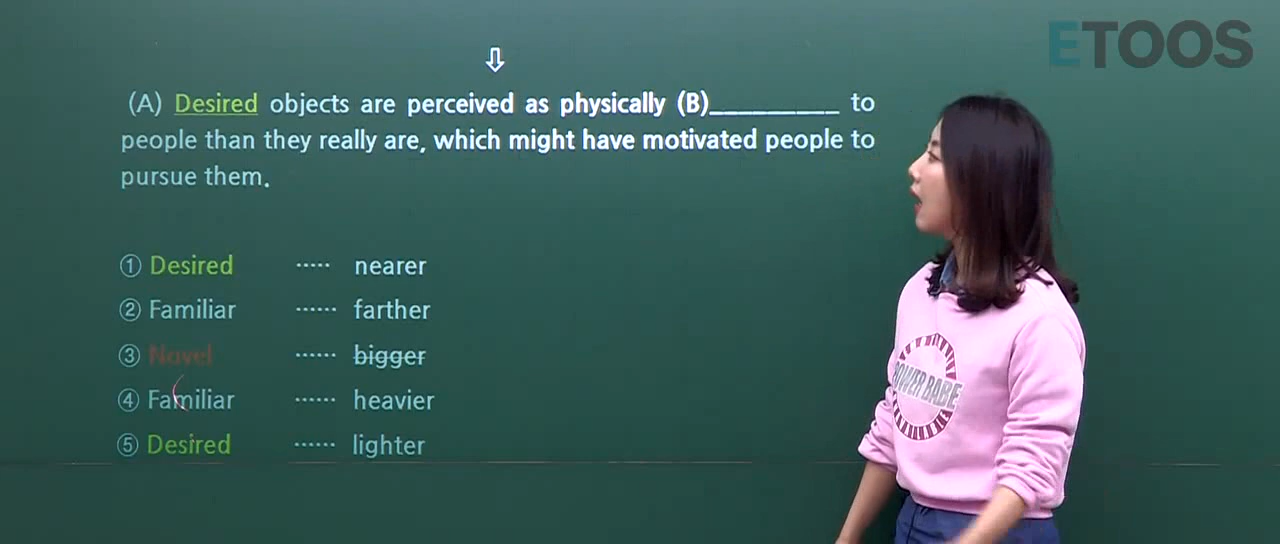 ETOOS
⇩
(A) Desired objects are perceived as physically (B)__________ to
people than they really are, which might have motivated people to
pursue them.
① Desired ····· nearer
② Familiar ······ farther
③ Novel ······ bigger
④ Familiar ······ heavier
⑤ Desired ······ lighter
POWER BABE